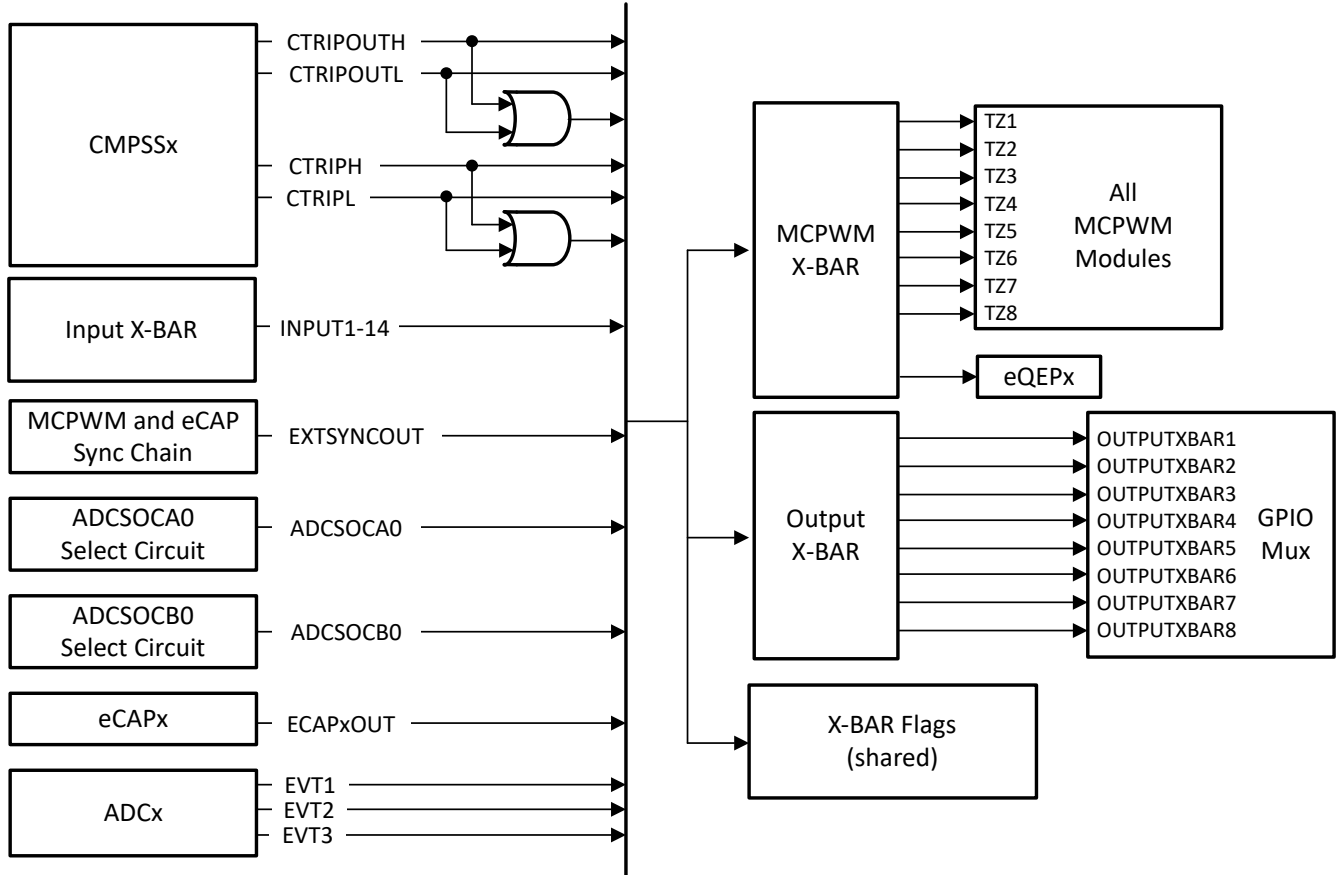 CMPSSx
CTRIPOUTH
CTRIPOUTL
CTRIPH
CTRIPL
Input X-BAR
INPUT1-14
MCPWM and eCAP
Sync Chain
EXTSYNCOUT
ADCSOCA0
Select Circuit
ADCSOCA0
ADCSOCB0
Select Circuit
ADCSOCB0
eCAPx
ECAPxOUT
ADCx
EVT1
EVT2
EVT3
MCPWM
X-BAR
TZ1
TZ2
TZ3
TZ4
TZ5
TZ6
TZ7
TZ8
All
MCPWM
Modules
eQEPx
Output
X-BAR
OUTPUTXBAR1
OUTPUTXBAR2
OUTPUTXBAR3
OUTPUTXBAR4
OUTPUTXBAR5
OUTPUTXBAR6
OUTPUTXBAR7
OUTPUTXBAR8
GPIO
Mux
X-BAR Flags
(shared)